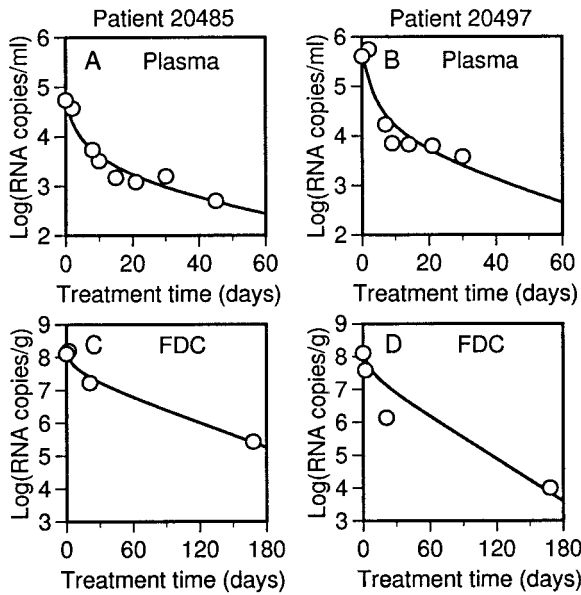 Patient 20485
Patient 20497
6
5
4
3
2
A Plasma
Log(RNA copies/ml)
0 20 40 60
Treatment time (days)
6
5
4
3
2
B Plasma
Log(RNA copies/ml)
0 20 40 60
Treatment time (days)
9
8
7
6
5
4
3
C FDC
Log(RNA copies/g)
0 60 120 180
Treatment time (days)
9
8
7
6
5
4
3
D FDC
Log(RNA copies/g)
0 60 120 180
Treatment time (days)